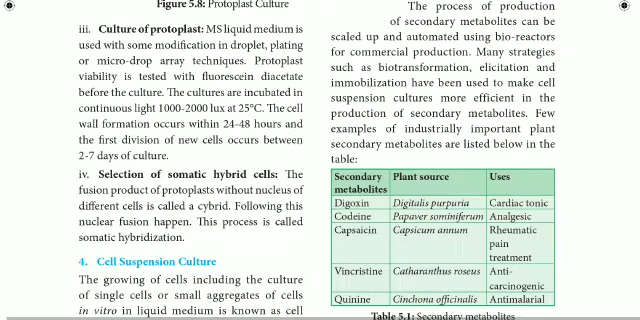 Figure 5.8: Protoplast Culture
iii. Culture of protoplast: MS liquid medium is
used with some modification in droplet, plating
or micro-drop array techniques. Protoplast
viability is tested with fluorescein diacetate
before the culture. The cultures are incubated in
continuous light 1000-2000 lux at 25°C. The cell
wall formation occurs within 24-48 hours and
the first division of new cells occurs between
2-7 days of culture.
iv. Selection of somatic hybrid cells: The
fusion product of protoplasts without nucleus of
different cells is called a cybrid. Following this
nuclear fusion happen. This process is called
somatic hybridization.
4. Cell Suspension Culture
The growing of cells including the culture
of single cells or small aggregates of cells
in vitro in liquid medium is known as cell
The process of production
of secondary metabolites can be
scaled up and automated using bio-reactors
for commercial production. Many strategies
such as biotransformation, elicitation and
immobilization have been used to make cell
suspension cultures more efficient in the
production of secondary metabolites. Few
examples of industrially important plant
secondary metabolites are listed below in the
table:
Secondary Plant source Uses
metabolites
Digoxin Digitalis purpuria Cardiac tonic
Codeine Papaver sominiferum Analgesic
Capsaicin Capsicum annum Rheumatic
pain
treatment
Vincristine Catharanthus roseus Anti-
carcinogenic
Quinine Cinchona officinalis Antimalarial
Table 5.1: Secondary metabolites